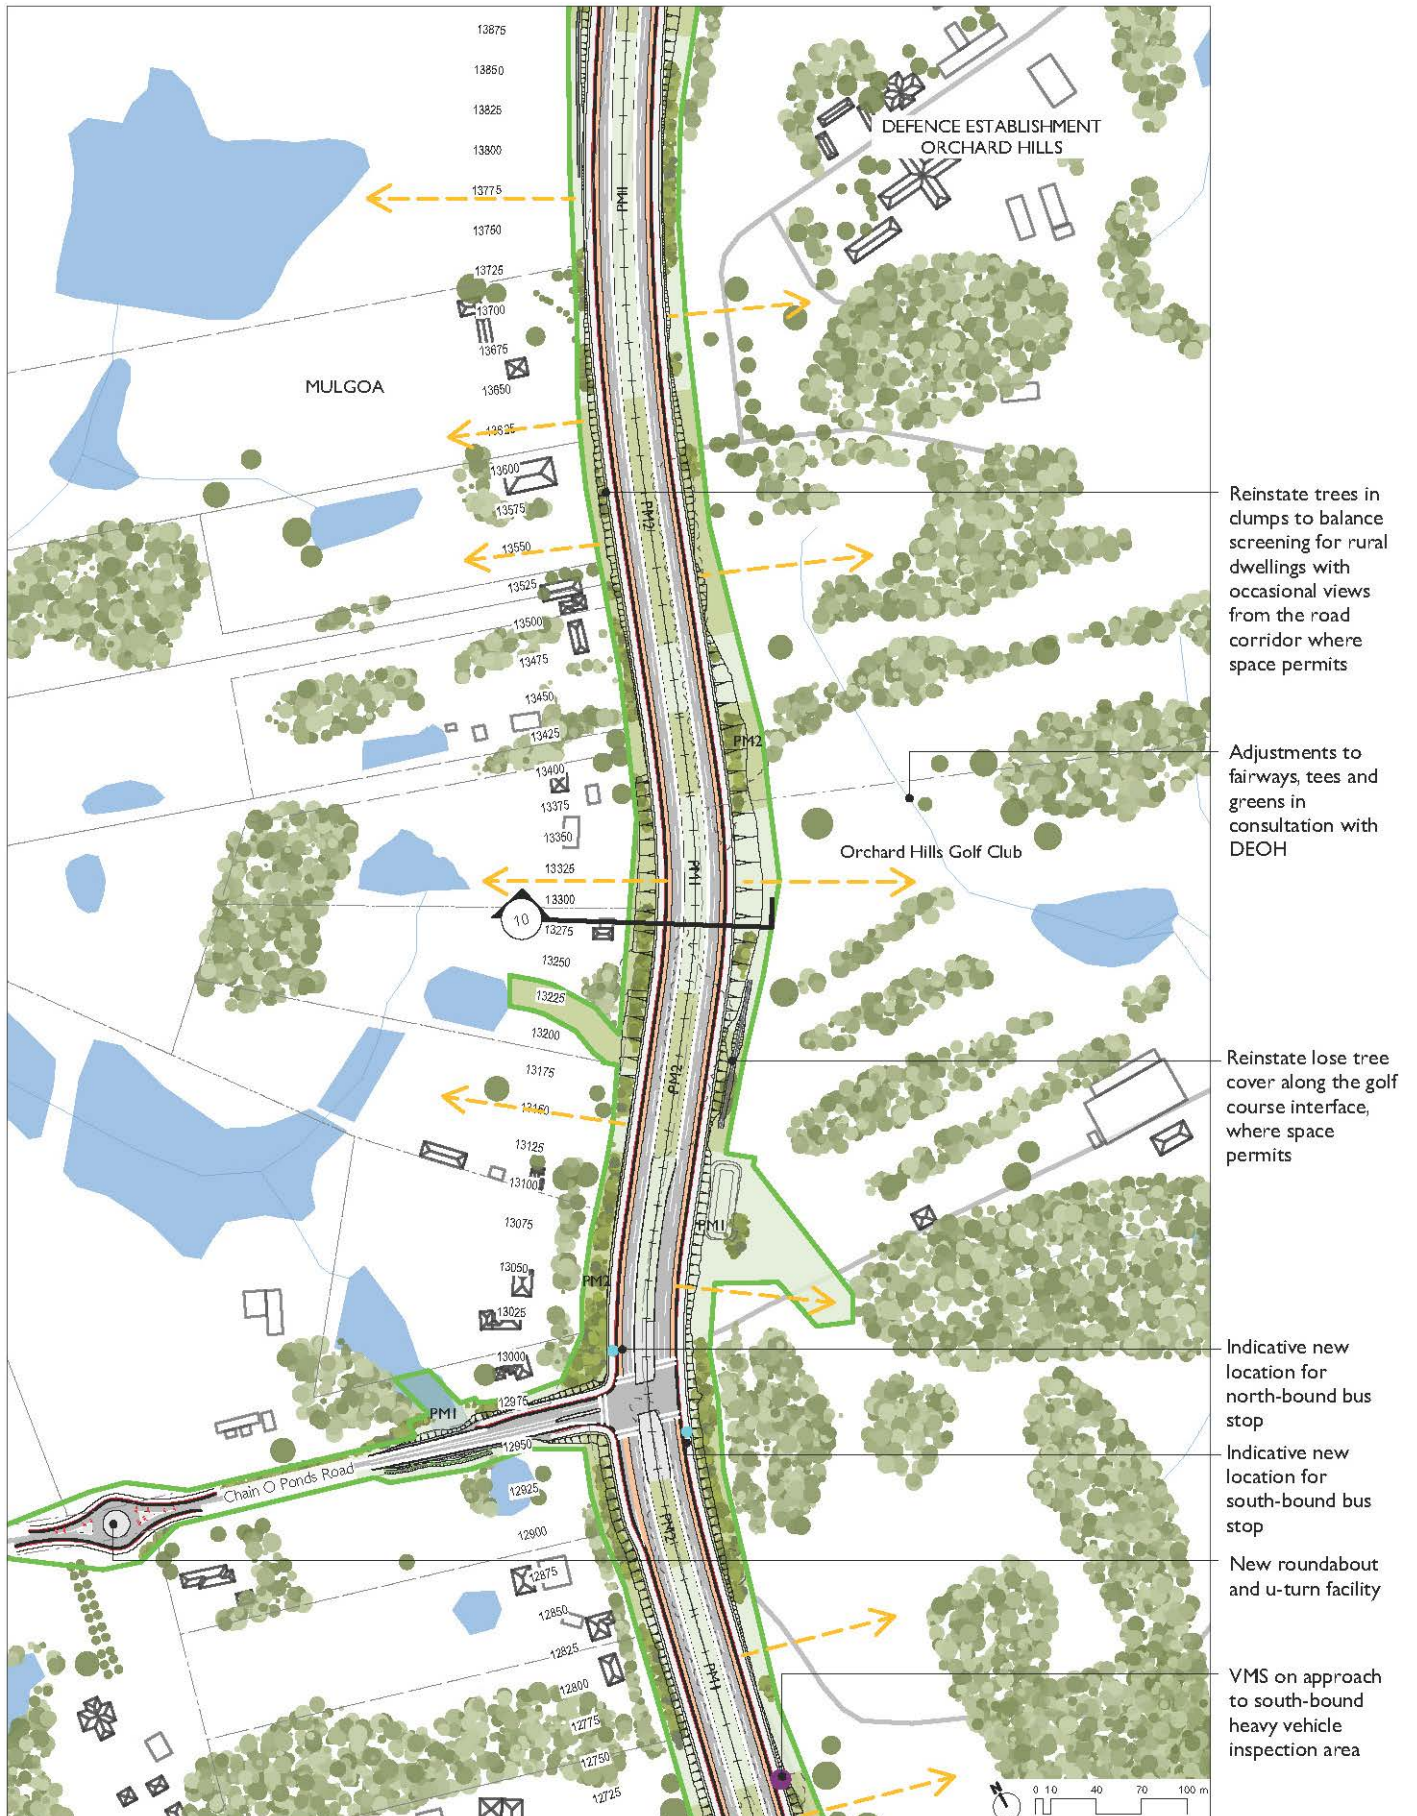 13875
13850
13825
13800
13775
13750
13725
13700
13675
13650
13625
13600
13575
13550
13525
13500
13475
13450
13425
13400
13375
13350
13325
13300
13275
13250
13225
13200
13175
13150
13125
13100
13075
13050
13025
13000
12975
12950
12925
12900
12875
12850
12825
12800
12775
12750
12725
DEFENCE ESTABLISHMENT
ORCHARD HILLS
MULGOA
PM1
PM2
PM2
PM1
Orchard Hills Golf Club
10
PM2
PM1
PM2
PM1
Chain O Ponds Road
PM2
PM1
Reinstate trees in
clumps to balance
screening for rural
dwellings with
occasional views
from the road
corridor where
space permits
Adjustments to
fairways, tees and
greens in
consultation with
DEOH
Reinstate lose tree
cover along the golf
course interface,
where space
permits
Indicative new
location for
north-bound bus
stop
Indicative new
location for
south-bound bus
stop
New roundabout
and u-turn facility
VMS on approach
to south-bound
heavy vehicle
inspection area
N
0 10 40 70 100 m